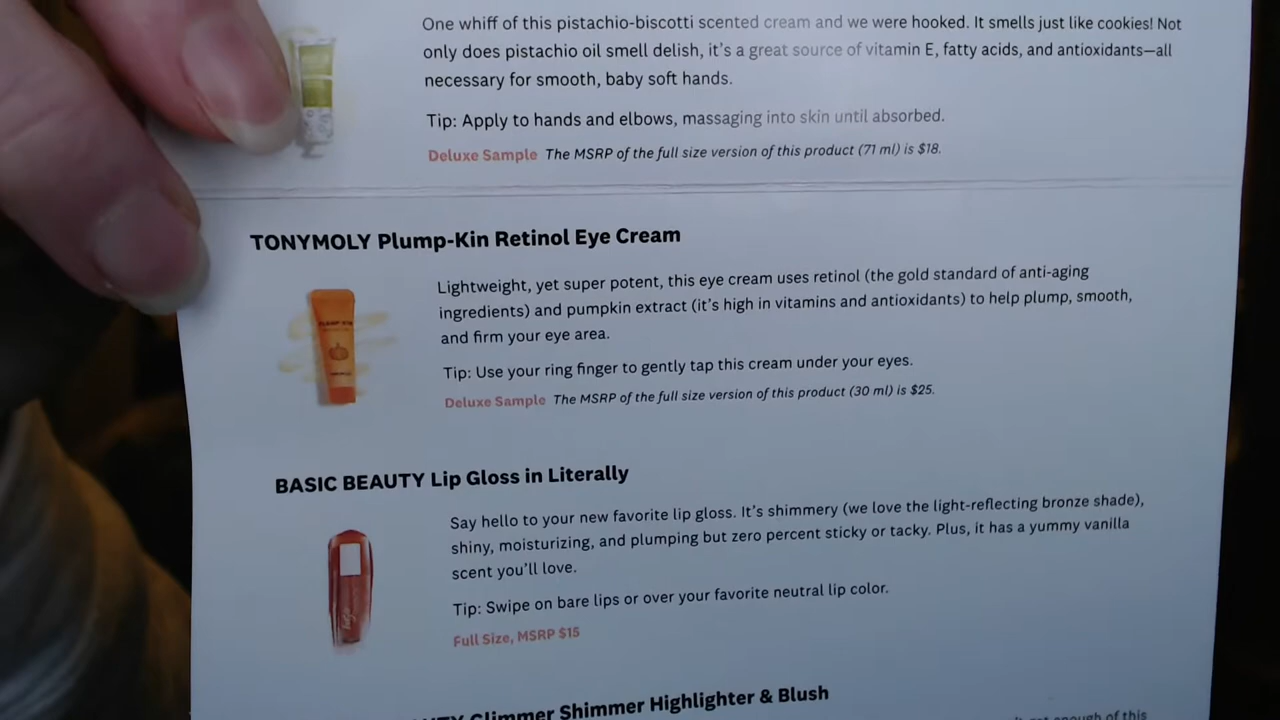 One whiff of this pistachio-biscotti scented cream and we were hooked. It smells just like cookies! Not
only does pistachio oil smell delish, it's a great source of vitamin E, fatty acids, and antioxidants—all
necessary for smooth, baby soft hands.
Tip: Apply to hands and elbows, massaging into skin until absorbed.
Deluxe Sample The MSRP of the full size version of this product (71 ml) is $18.
TONYMOLY Plump-Kin Retinol Eye Cream
Lightweight, yet super potent, this eye cream uses retinol (the gold standard of anti-aging
ingredients) and pumpkin extract (it's high in vitamins and antioxidants) to help plump, smooth,
and firm your eye area.
Tip: Use your ring finger to gently tap this cream under your eyes.
Deluxe Sample The MSRP of the full size version of this product (30 ml) is $25.
BASIC BEAUTY Lip Gloss in Literally
Say hello to your new favorite lip gloss. It's shimmery (we love the light-reflecting bronze shade),
shiny, moisturizing, and plumping but zero percent sticky or tacky. Plus, it has a yummy vanilla
scent you'll love.
Tip: Swipe on bare lips or over your favorite neutral lip color.
Full Size, MSRP $15
Glimmer Shimmer Highlighter & Blush
enough of this